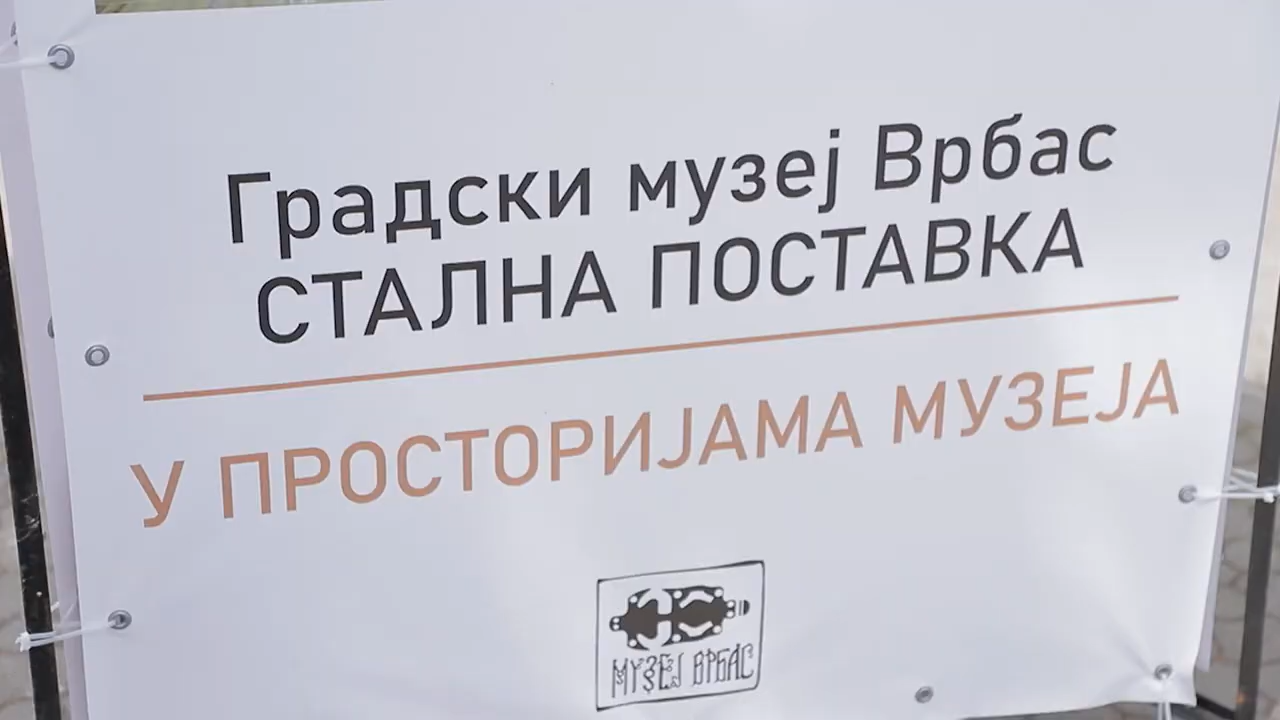 Градски музеј Врбас
СТАЛНА ПОСТАВКА
У ПРОСТОРИЈАМА МУЗЕЈА
МУЗЕЈ ВРБАС